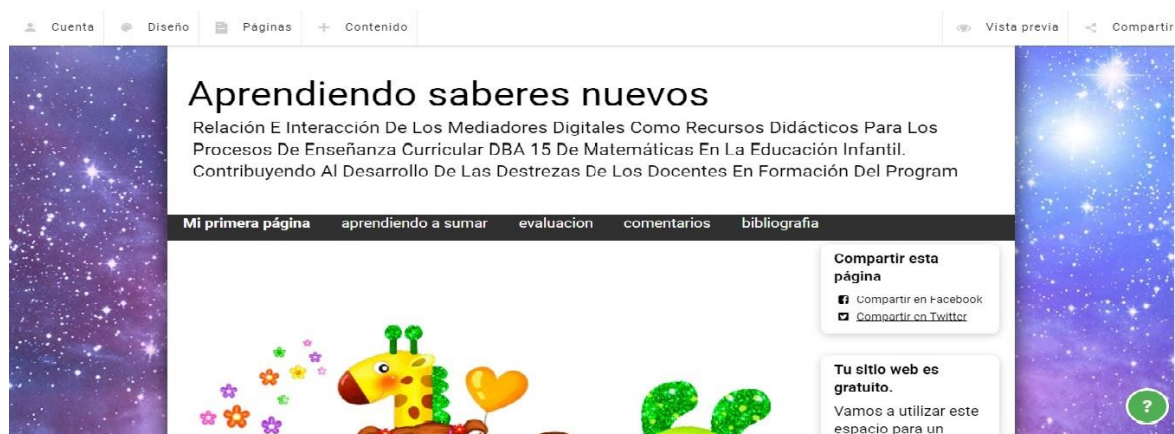 Cuenta Diseño Páginas Contenido Vista previa Compartir
Aprendiendo saberes nuevos
Relación E Interacción De Los Mediadores Digitales Como Recursos Didácticos Para Los
Procesos De Enseñanza Curricular DBA 15 De Matemáticas En La Educación Infantil.
Contribuyendo Al Desarrollo De Las Destrezas De Los Docentes En Formación Del Program
Mi primera página aprendiendo a sumar evaluacion comentarios bibliografia
Compartir esta
página
Compartir en Facebook
Compartir en Twitter
Tu sitio web es
gratuito.
Vamos a utilizar este
espacio para un
?